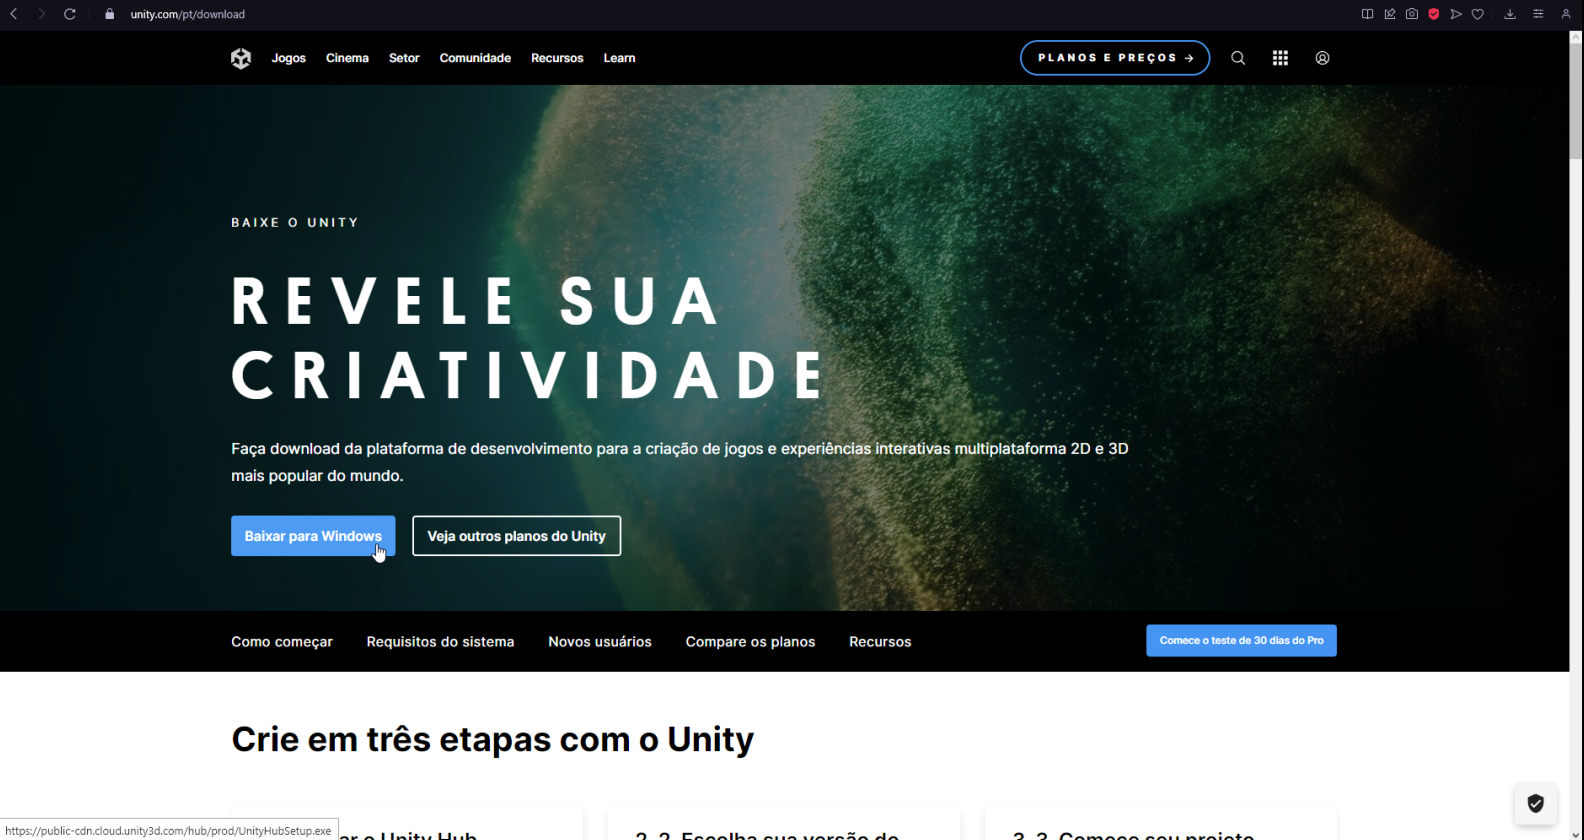 unity.com/pt/download
Jogos Cinema Setor Comunidade Recursos Learn
PLANOS E PREÇOS →
BAIXE O UNITY
REVELE SUA
CRIATIVIDADE
Faça download da plataforma de desenvolvimento para a criação de jogos e experiências interativas multiplataforma 2D e 3D
mais popular do mundo.
Baixar para Windows
Veja outros planos do Unity
Como começar Requisitos do sistema Novos usuários Compare os planos Recursos
Comece o teste de 30 dias do Pro
Crie em três etapas com o Unity
ar o Unity Hub
2. 2. Escolha sua versão do
3. 3. Comece seu projeto
https://public-cdn.cloud.unity3d.com/hub/prod/UnityHubSetup.exe